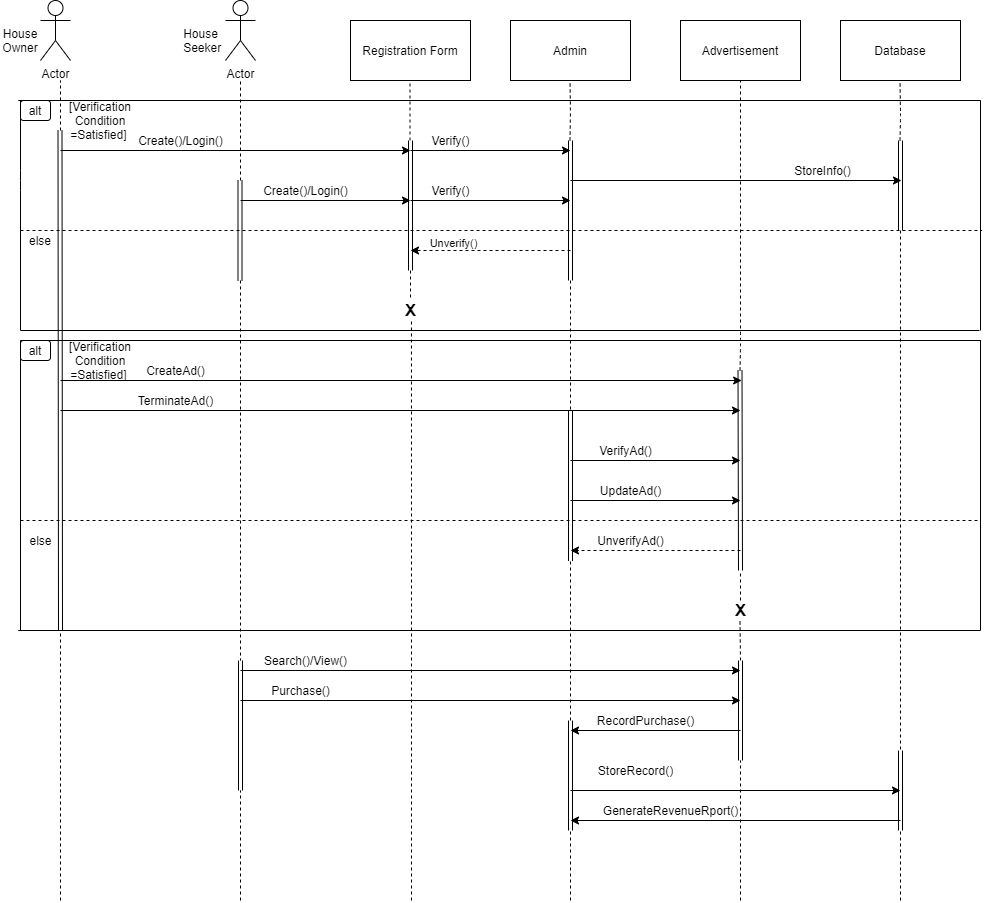 House
Owner
Actor
House
Seeker
Actor
Registration Form
Admin
Advertisement
Database
alt
[Verification
Condition
=Satisfied]
Create()/Login()
Verify()
StoreInfo()
Create()/Login()
Verify()
else
Unverify()
X
alt
[Verification
Condition
=Satisfied]
CreateAd()
TerminateAd()
VerifyAd()
UpdateAd()
else
UnverifyAd()
X
Search()/View()
Purchase()
RecordPurchase()
StoreRecord()
GenerateRevenueRport()